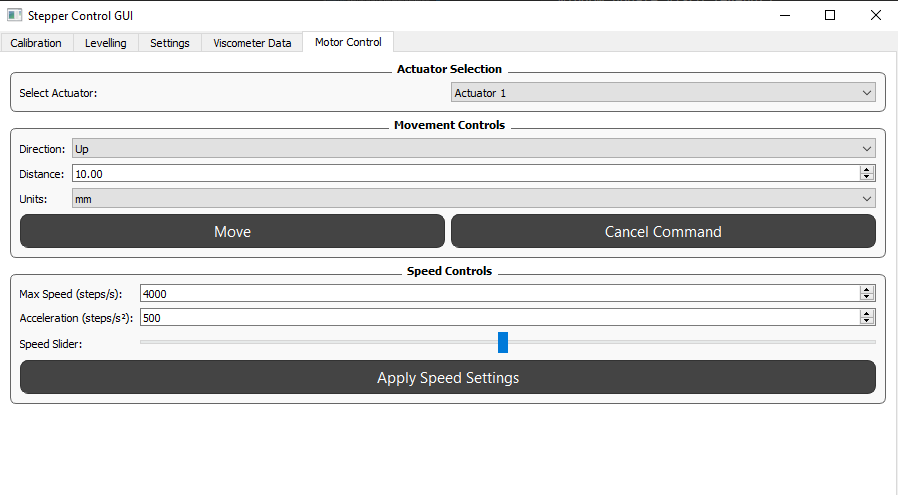 Stepper Control GUI
Calibration Levelling Settings Viscometer Data Motor Control
Actuator Selection
Select Actuator: Actuator 1
Movement Controls
Direction: Up
Distance: 10.00
Units: mm
Move Cancel Command
Speed Controls
Max Speed (steps/s): 4000
Acceleration (steps/s²): 500
Speed Slider:
Apply Speed Settings